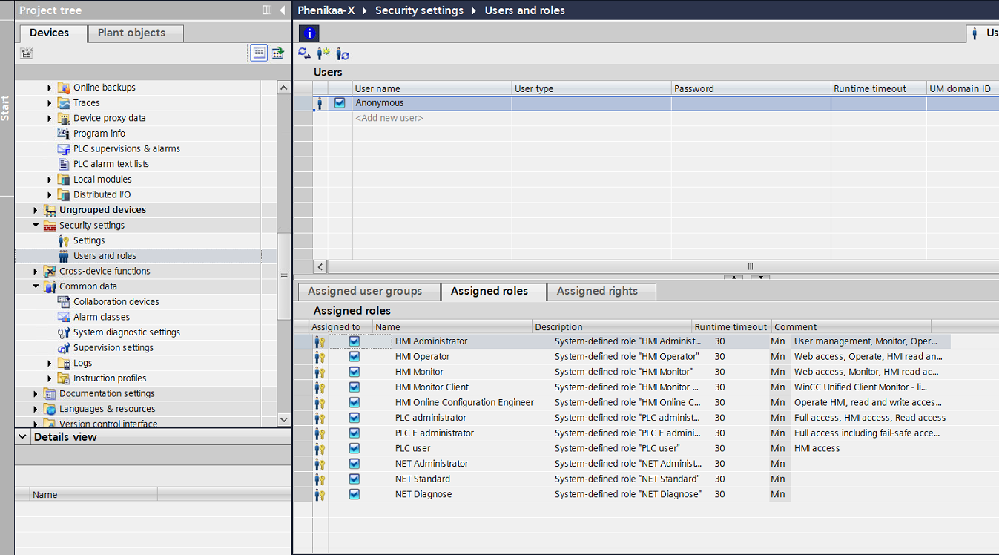 Project tree
Devices
Plant objects
Start
Online backups
Traces
Device proxy data
Program info
PLC supervisions & alarms
PLC alarm text lists
Local modules
Distributed I/O
Ungrouped devices
Security settings
Settings
Users and roles
Cross-device functions
Common data
Collaboration devices
Alarm classes
System diagnostic settings
Supervision settings
Logs
Instruction profiles
Documentation settings
Languages & resources
Version control interface
Details view
Name
Phenikaa-X Security settings Users and roles
Us
Users
User name User type Password Runtime timeout UM domain ID
Anonymous
<Add new user>
Assigned user groups Assigned roles Assigned rights
Assigned roles
Assigned to Name Description Runtime timeout Comment
HMI Administrator System-defined role "HMI Administ... 30 Min User management, Monitor, Oper...
HMI Operator System-defined role "HMI Operator" 30 Min Web access, Operate, HMI read an...
HMI Monitor System-defined role "HMI Monitor" 30 Min Web access, Monitor, HMI read ac...
HMI Monitor Client System-defined role "HMI Monitor ... 30 Min WinCC Unified Client Monitor - li...
HMI Online Configuration Engineer System-defined role "HMI Online C... 30 Min Operate HMI, read and write acces...
PLC administrator System-defined role "PLC administ... 30 Min Full access, HMI access, Read access
PLC F administrator System-defined role "PLC F admini... 30 Min Full access including fail-safe acce...
PLC user System-defined role "PLC user" 30 Min HMI access
NET Administrator System-defined role "NET Administ... 30 Min
NET Standard System-defined role "NET Standard" 30 Min
NET Diagnose System-defined role "NET Diagnose" 30 Min